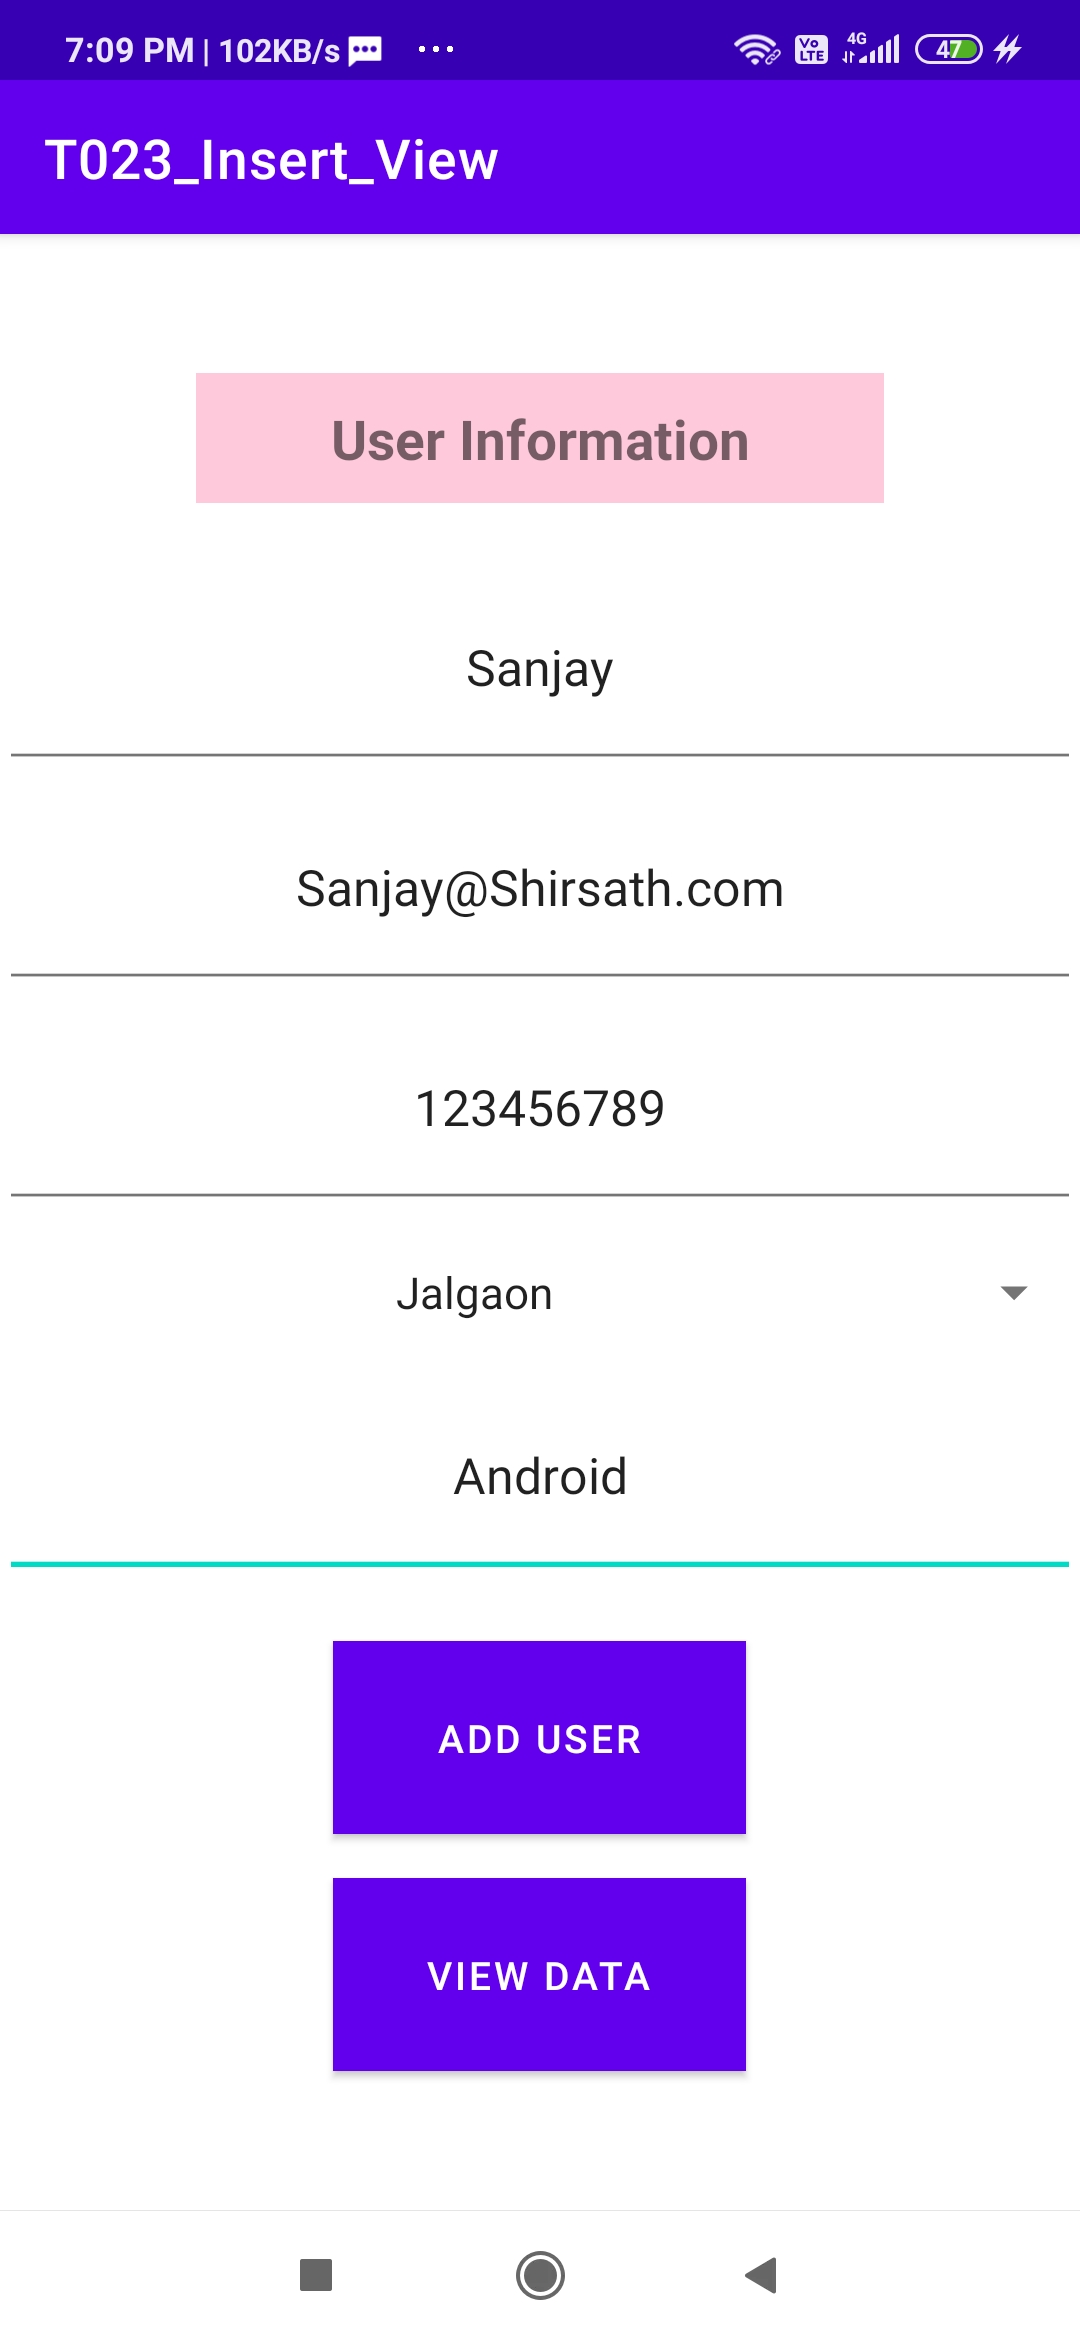 7:09 PM | 102KB/s
Vo LTE 4G 47
T023_Insert_View
User Information
Sanjay
Sanjay@Shirsath.com
123456789
Jalgaon
Android
ADD USER
VIEW DATA